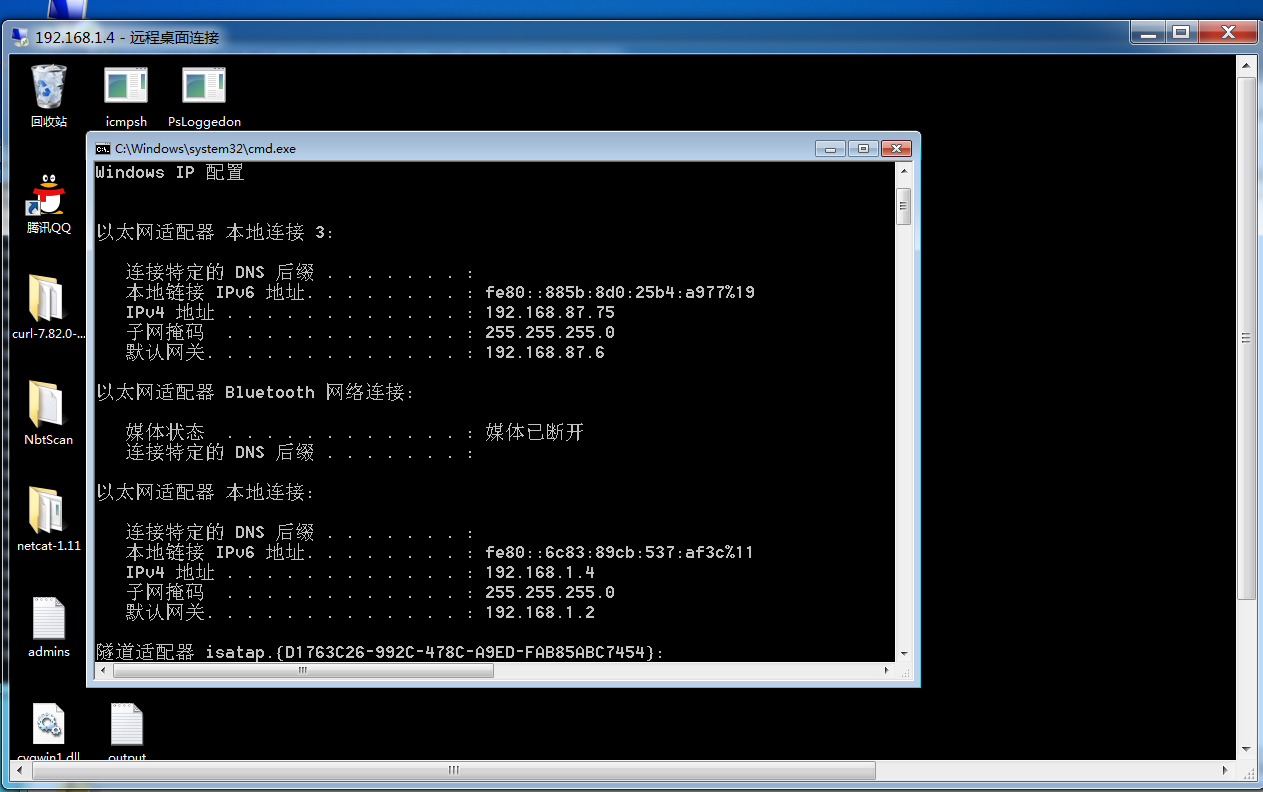 192.168.1.4 - 远程桌面连接
回收站
icmpsh
PsLoggedon
腾讯QQ
curl-7.82.0-...
NbtScan
netcat-1.11
admins
cygwin1.dll
output
C:\Windows\system32\cmd.exe
Windows IP 配置
以太网适配器 本地连接 3:
连接特定的 DNS 后缀 . . . . . . . :
本地链接 IPv6 地址. . . . . . . . : fe80::885b:8d0:25b4:a977%19
IPv4 地址 . . . . . . . . . . . . : 192.168.87.75
子网掩码  . . . . . . . . . . . . : 255.255.255.0
默认网关. . . . . . . . . . . . . : 192.168.87.6
以太网适配器 Bluetooth 网络连接:
媒体状态  . . . . . . . . . . . . : 媒体已断开
连接特定的 DNS 后缀 . . . . . . . :
以太网适配器 本地连接:
连接特定的 DNS 后缀 . . . . . . . :
本地链接 IPv6 地址. . . . . . . . : fe80::6c83:89cb:537:af3c%11
IPv4 地址 . . . . . . . . . . . . : 192.168.1.4
子网掩码  . . . . . . . . . . . . : 255.255.255.0
默认网关. . . . . . . . . . . . . : 192.168.1.2
隧道适配器 isatap.{D1763C26-992C-478C-A9ED-FAB85ABC7454}: